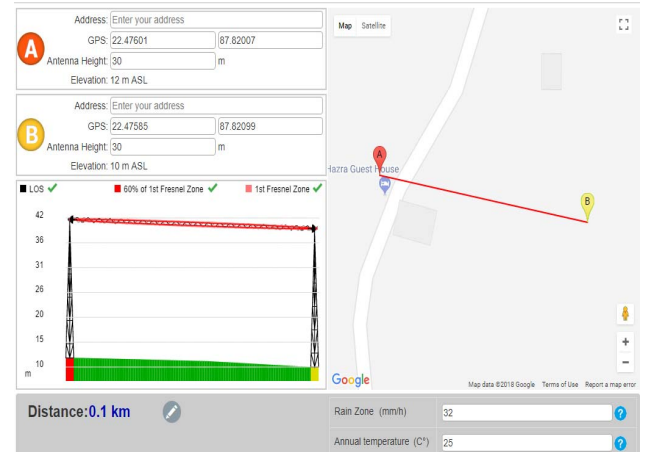 Address: Enter your address
A
GPS: 22.47601 87.82007
Antenna Height: 30 m
Elevation: 12 m ASL
Address: Enter your address
B
GPS: 22.47585 87.82099
Antenna Height: 30 m
Elevation: 10 m ASL
LOS 60% of 1st Fresnel Zone 1st Fresnel Zone
42
36
31
26
20
15
10
m
Map Satellite
A
Hazra Guest House
B
+
−
Google
Map data ©2018 Google Terms of Use Report a map error
Distance:0.1 km
Rain Zone (mm/h) 32 ?
Annual temperature (C°) 25 ?